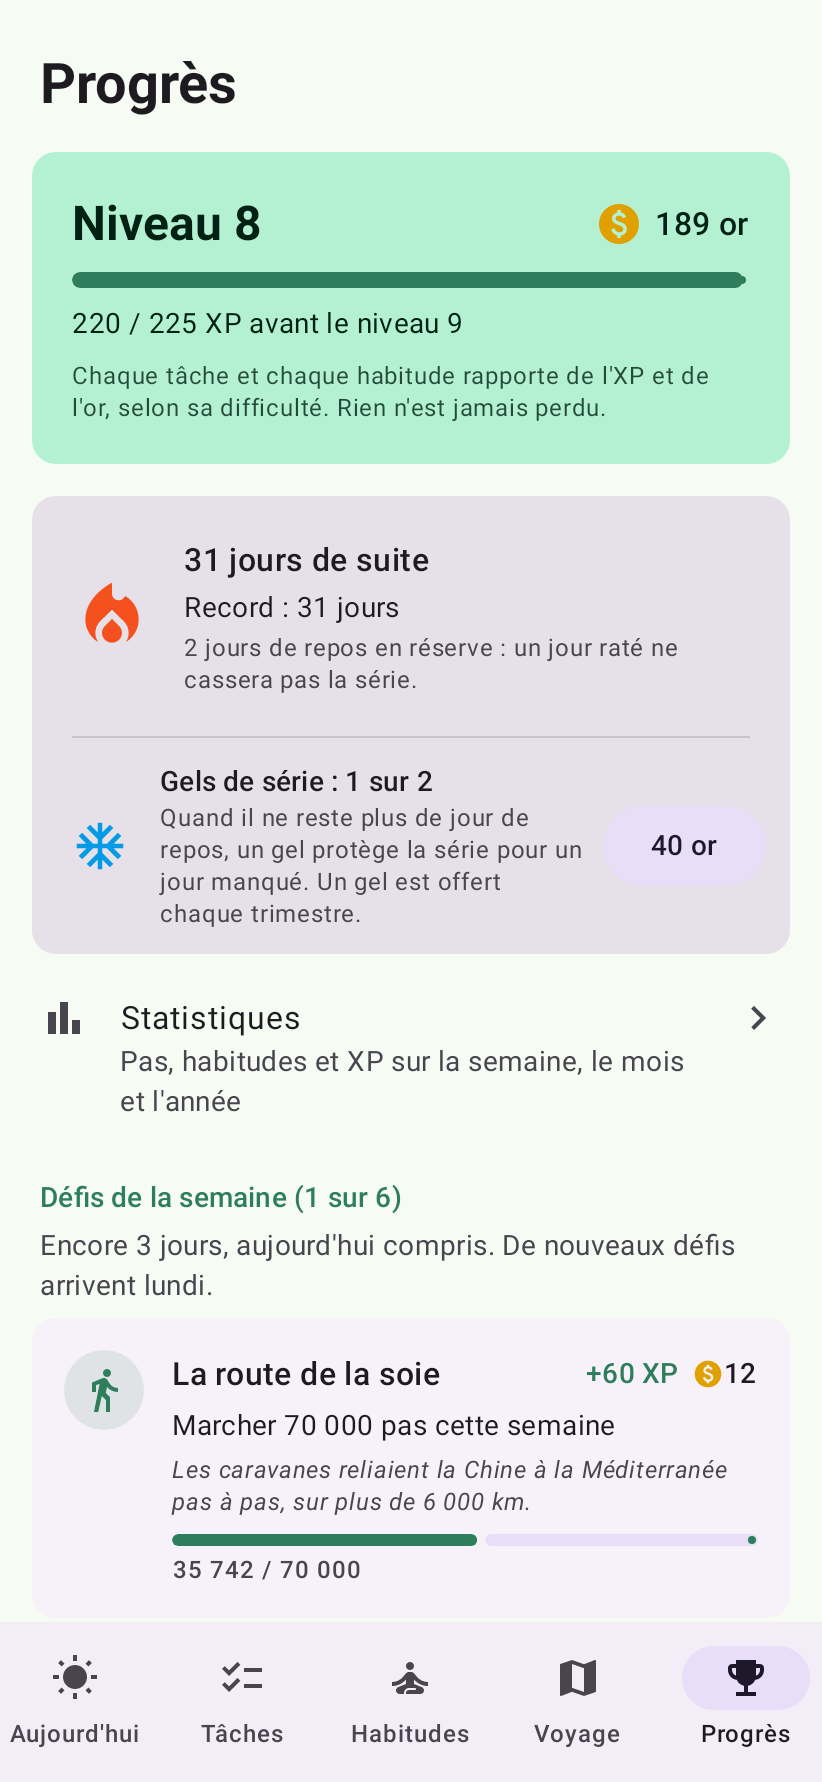 Progrès
Niveau 8
189 or
220 / 225 XP avant le niveau 9
Chaque tâche et chaque habitude rapporte de l'XP et de
l'or, selon sa difficulté. Rien n'est jamais perdu.
31 jours de suite
Record : 31 jours
2 jours de repos en réserve : un jour raté ne
cassera pas la série.
Gels de série : 1 sur 2
Quand il ne reste plus de jour de
repos, un gel protège la série pour un
jour manqué. Un gel est offert
chaque trimestre.
40 or
Statistiques
Pas, habitudes et XP sur la semaine, le mois
et l'année
Défis de la semaine (1 sur 6)
Encore 3 jours, aujourd'hui compris. De nouveaux défis
arrivent lundi.
La route de la soie
+60 XP $ 12
Marcher 70 000 pas cette semaine
Les caravanes reliaient la Chine à la Méditerranée
pas à pas, sur plus de 6 000 km.
35 742 / 70 000
Aujourd'hui
Tâches
Habitudes
Voyage
Progrès